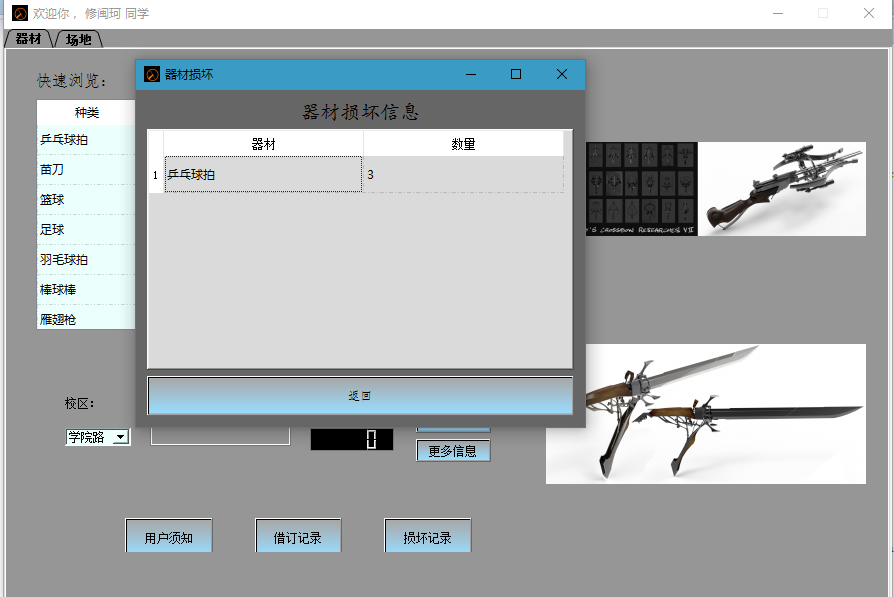 欢迎你， 修闽珂 同学
器材
场地
快速浏览：
种类
乒乓球拍
苗刀
篮球
足球
羽毛球拍
棒球棒
雁翅枪
器材损坏
器材损坏信息
器材 数量
1 乒乓球拍 3
返回
'S CROSSBOW RESEARCHES VII
校区：
学院路
0
更多信息
用户须知
借订记录
损坏记录